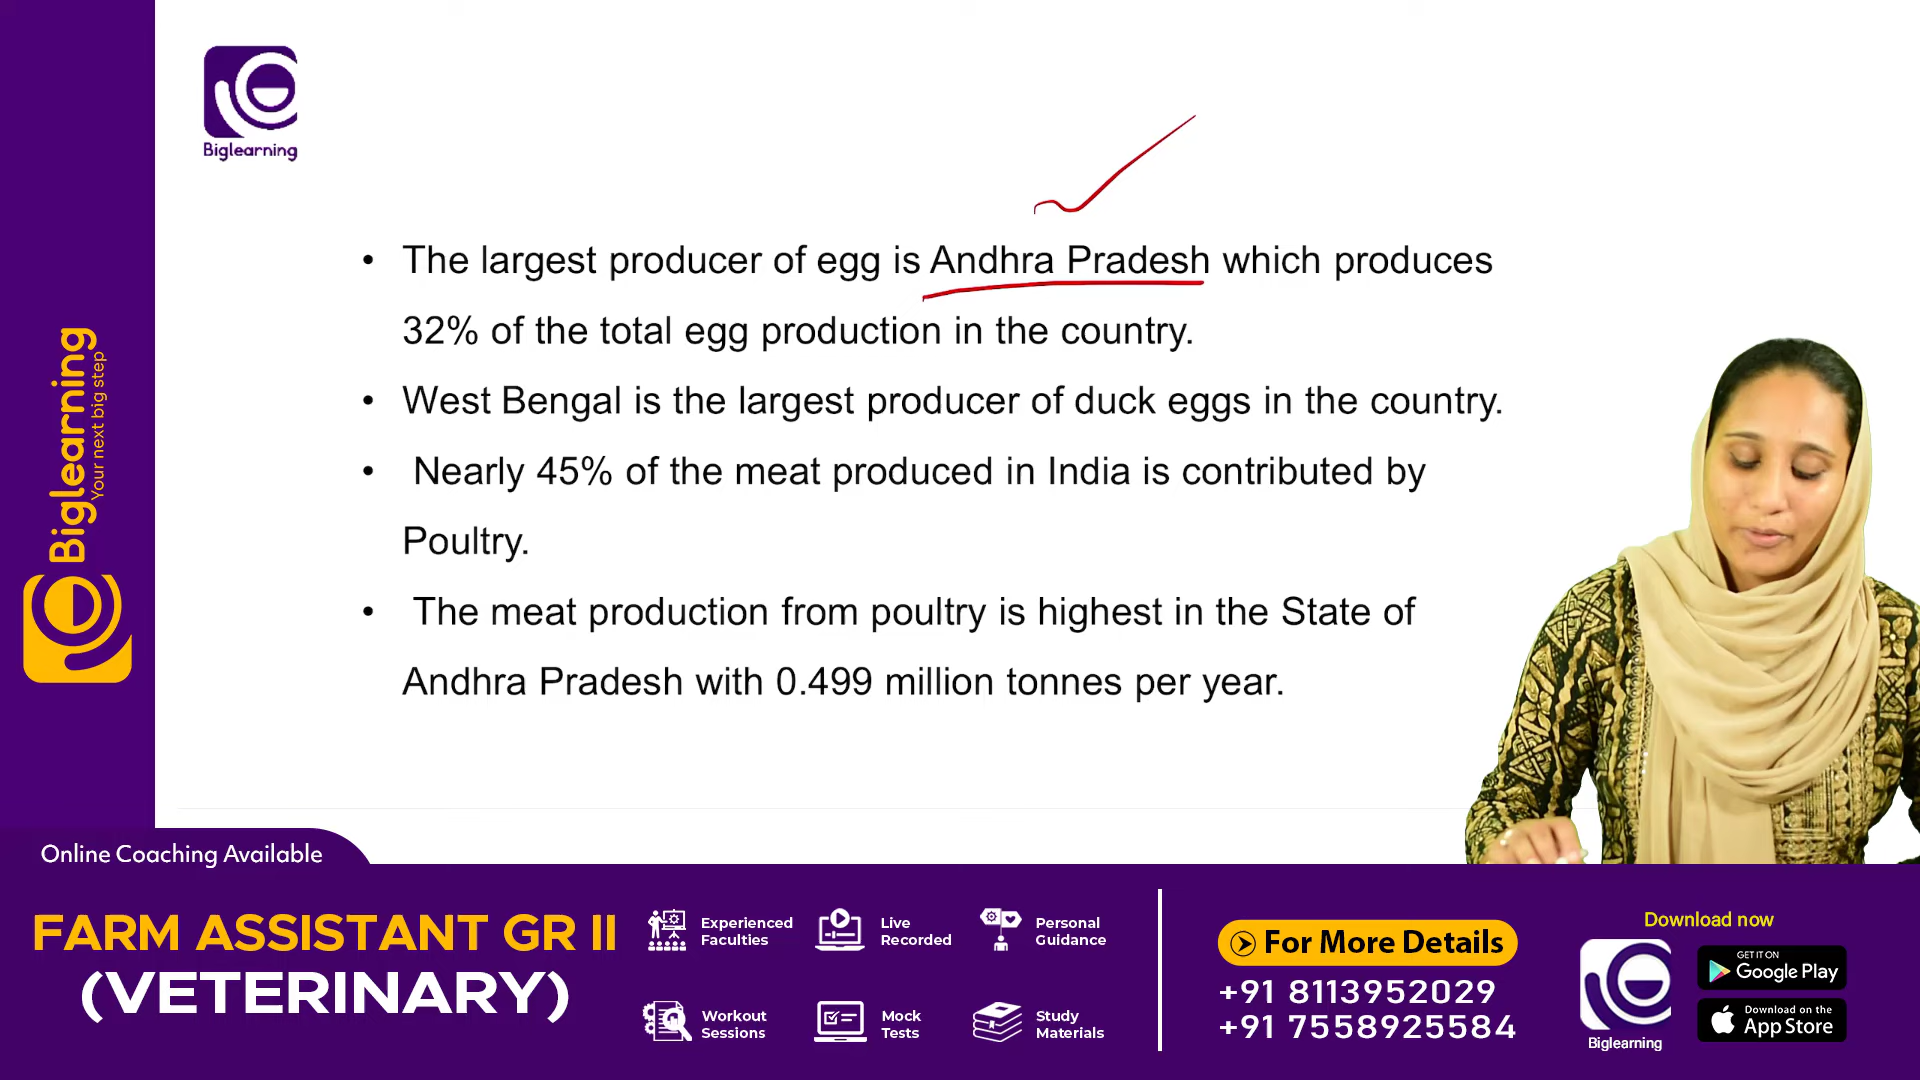 Biglearning
• The largest producer of egg is Andhra Pradesh which produces
32% of the total egg production in the country.
• West Bengal is the largest producer of duck eggs in the country.
• Nearly 45% of the meat produced in India is contributed by
Poultry.
• The meat production from poultry is highest in the State of
Andhra Pradesh with 0.499 million tonnes per year.
Biglearning
Your next big step
Online Coaching Available
FARM ASSISTANT GR II
(VETERINARY)
Experienced
Faculties
Live
Recorded
Personal
Guidance
Workout
Sessions
Mock
Tests
Study
Materials
For More Details
+91 8113952029
+91 7558925584
Download now
Biglearning
GET IT ON
Google Play
Download on the
App Store